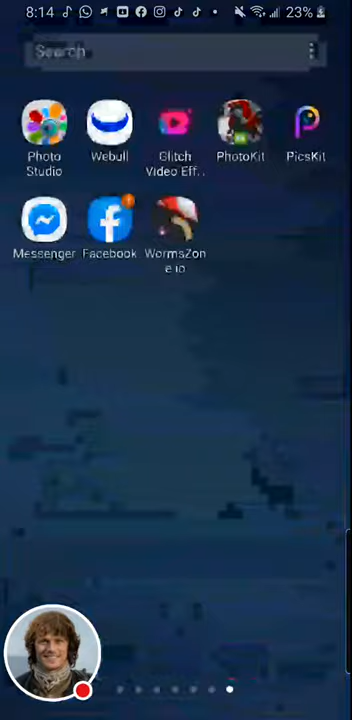 8:14
23%
Search
Photo Studio
Webull
Glitch Video Eff..
PhotoKit
PicsKit
Messenger
Facebook
WormsZon
e.io